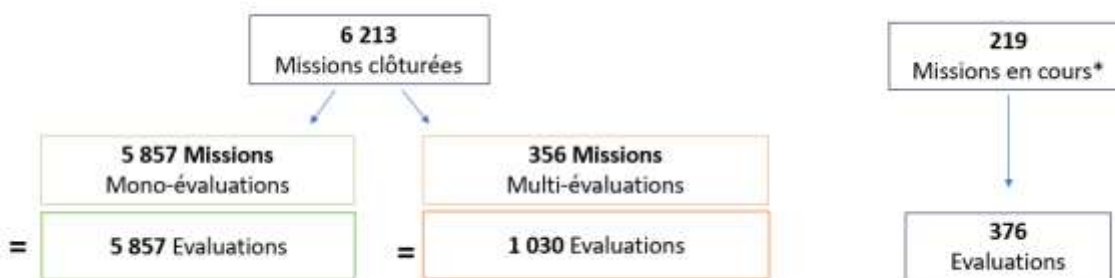 6 213
Missions clôturées
219
Missions en cours*
5 857 Missions
Mono-évaluations
356 Missions
Multi-évaluations
= 5 857 Evaluations
= 1 030 Evaluations
376
Evaluations